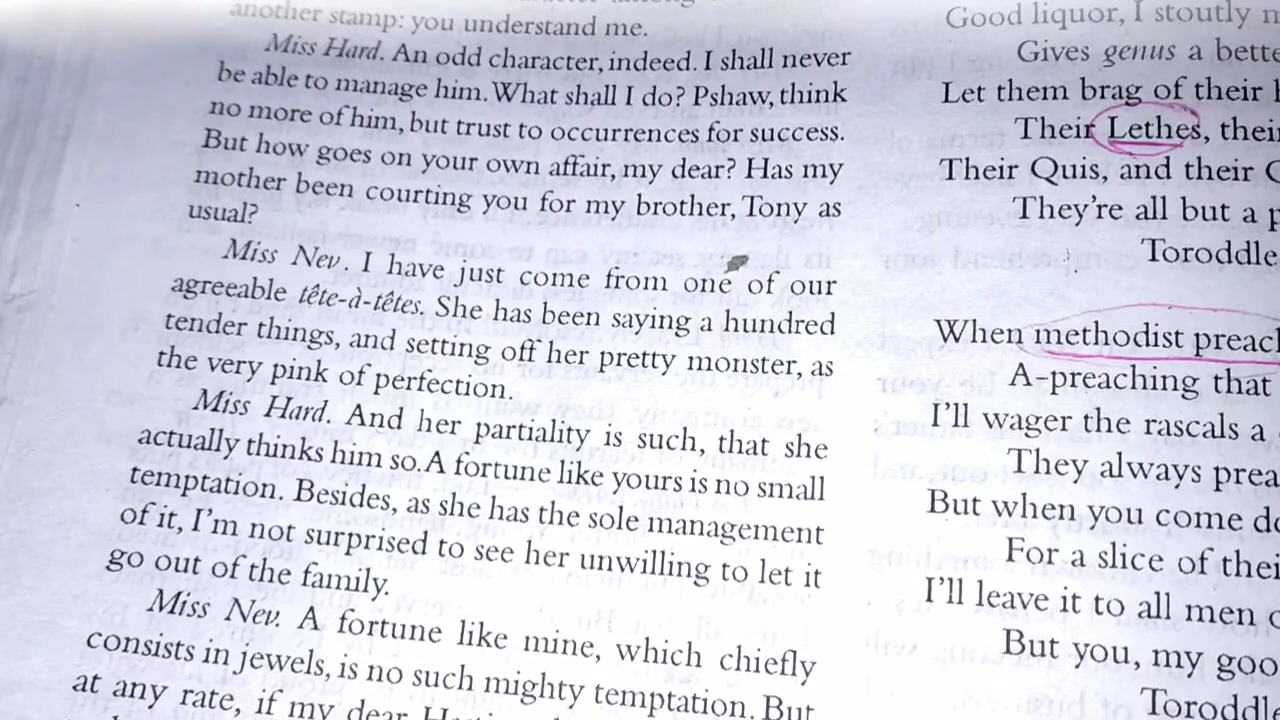 another stamp: you understand me.
Miss Hard. An odd character, indeed. I shall never
be able to manage him. What shall I do? Pshaw, think
no more of him, but trust to occurrences for success.
But how goes on your own affair, my dear? Has my
mother been courting you for my brother, Tony as
usual?
Miss Nev. I have just come from one of our
agreeable tête-à-têtes. She has been saying a hundred
tender things, and setting off her pretty monster, as
the very pink of perfection.
Miss Hard. And her partiality is such, that she
actually thinks him so. A fortune like yours is no small
temptation. Besides, as she has the sole management
of it, I'm not surprised to see her unwilling to let it
go out of the family.
Miss Nev. A fortune like mine, which chiefly
consists in jewels, is no such mighty temptation. But
at any rate, if my dear
Good liquor, I stoutly
Gives genus a
Let them brag of their
Their Lethes,
Their Quis, and their
They're all but a
Toroddle
When methodist
A-preaching that
I'll wager the rascals a
They always
But when you come
For a slice of
I'll leave it to all men
But you, my
Toroddle